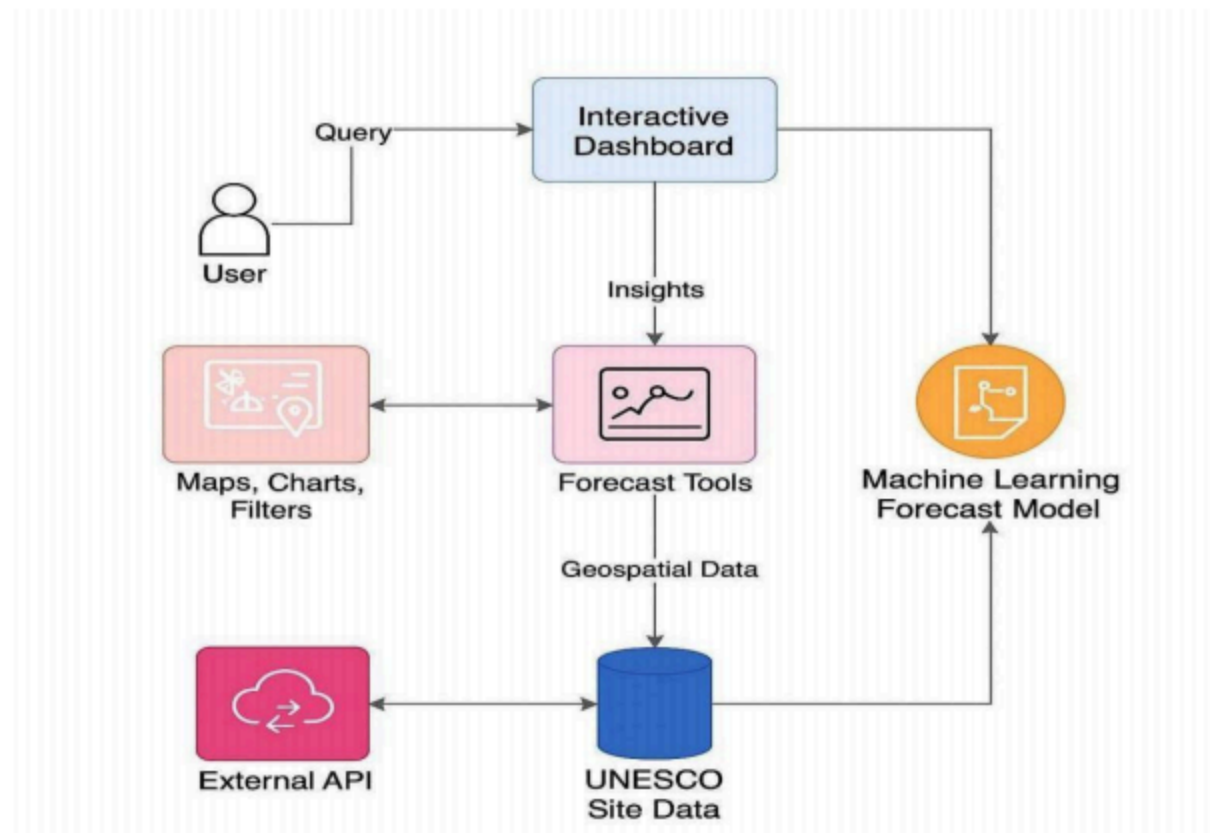 Interactive
Dashboard
Query
User
Insights
Maps, Charts,
Filters
Forecast Tools
Machine Learning
Forecast Model
Geospatial Data
External API
UNESCO
Site Data